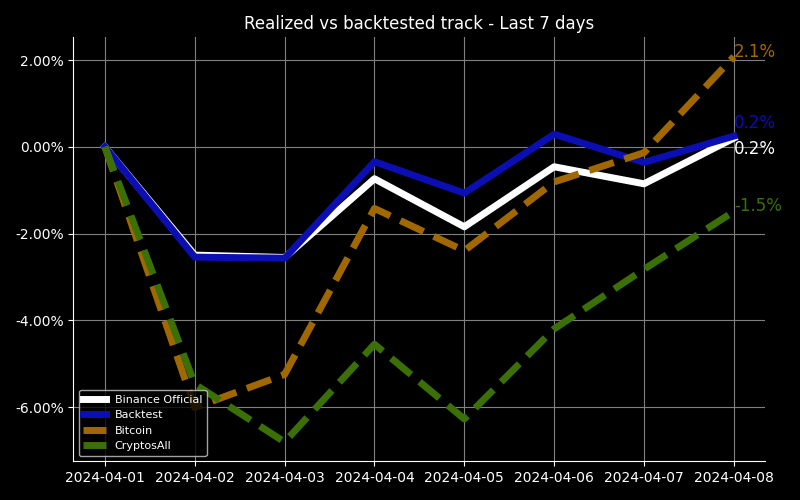 Realized vs backtested track - Last 7 days
2.00%
0.00%
-2.00%
-4.00%
-6.00%
2.1%
0.2%
0.2%
-1.5%
Binance Official
Backtest
Bitcoin
CryptosAll
2024-04-01 2024-04-02 2024-04-03 2024-04-04 2024-04-05 2024-04-06 2024-04-07 2024-04-08